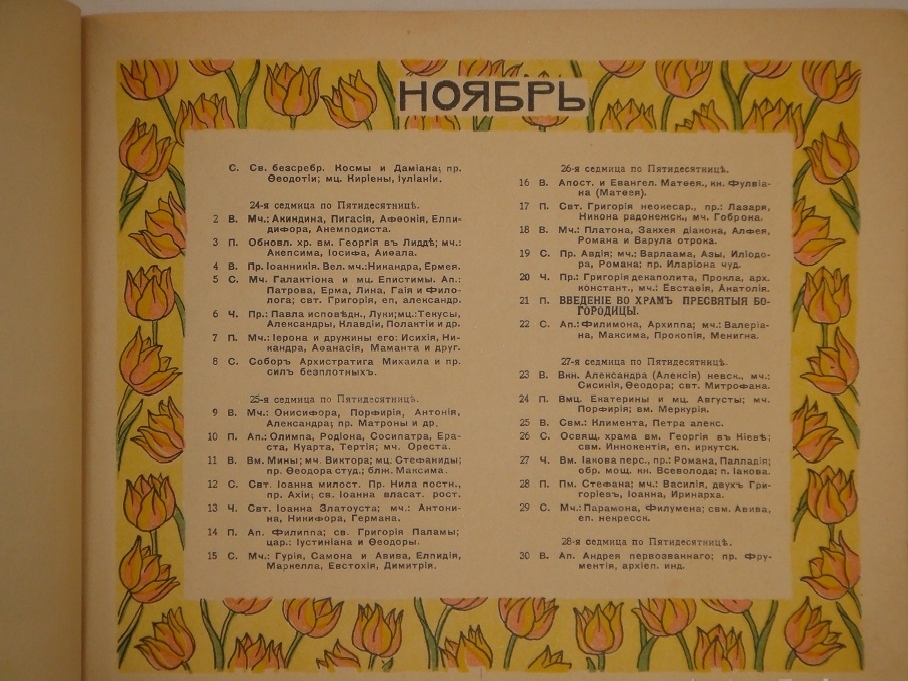 НОЯБРЬ
С. Св. безсребр. Космы и Даміана; пр.
Ѳеодотіи; мц. Киріены, Іуліаніи.
24-я седмица по Пятидесятницѣ.
2 В. Мч.: Акиндина, Пигасія, Афѳонія, Елпи-
дифора, Анемподиста.
3 П. Обновл. хр. вм. Георгія въ Лиддѣ; мч.:
Акепсима, Іосифа, Аиѳала.
4 В. Пр. Іоанникія. Вел. мч.: Никандра, Ермея.
5 С. Мч. Галактіона и мц. Епистимы. Ап.:
Патрова, Ерма, Лина, Гаія и Фило-
лога; свт. Григорія, еп, александр.
6 Ч. Пр.: Павла исповѣдн., Луки; мц.: Текусы,
Александры, Клавдіи, Полактіи и др.
7 П. Мч.: Іерона и дружины его: Исихія, Ни-
кандра, Аѳанасія, Маманта и друг.
8 С. Соборъ Архистратига Михаила и пр.
силъ безплотныхъ.
25-я седмица по Пятидесятницѣ.
9 В. Мч.: Онисифора, Порфирія, Антонія,
Александра; пр. Матроны и др.
10 П. Ап.; Олимпа, Родіона, Сосипатра, Ера-
ста, Куарта, Тертія; мч. Ореста.
11 В. Вм. Мины; мч. Виктора; мц. Стефаниды;
пр. Ѳеодора студ.; блж. Максима.
12 С. Свт. Іоанна милост. Пр. Нила постн.,
пр. Ахіи; св. Іоанна власат. рост.
13 Ч. Свт. Іоанна Златоуста; мч.: Антони-
на, Никифора, Германа.
14 П. Ап. Филиппа; св. Григорія Паламы;
цар.: Іустиніана и Ѳеодоры.
15 С. Мч.: Гурія, Самона и Авива, Елпидія,
Маркелла, Евстохія, Димитрія.
26-я седмица по Пятидесятницѣ.
16 В. Апост. и Евангел. Матѳея., кн. Фулвіа-
на (Матѳея).
17 П. Свт. Григорія неокесар., пр.: Лазаря,
Никона радонежск., мч. Гоброна.
18 В. Мч.: Платона, Закхея діакона, Алфея,
Романа и Варула отрока.
19 С. Пр. Авдія; мч.: Варлаама, Азы, Иліодо-
ра, Романа; пр. Иларіона чуд.
20 Ч. Пр.: Григорія декаполита, Прокла, арх.
констант., мч.: Евстаѳія, Анатолія.
21 П. ВВЕДЕНІЕ ВО ХРАМЪ ПРЕСВЯТЫЯ БО-
ГОРОДИЦЫ.
22 С. Ап.: Филимона, Архиппа; мч.: Валеріа-
на, Максима, Прокопія, Менигна.
27-я седмица по Пятидесятницѣ.
23 В. Вкн. Александра (Алексія) невск., мч.:
Сисинія, Ѳеодора; свт. Митрофана.
24 П. Вмц. Екатерины и мц. Августы; мч.
Порфирія; вм. Меркурія.
25 В. Свм.: Климента, Петра алекс.
26 С. Освящ. храма вм. Георгія въ Кіевѣ;
свм. Иннокентія, еп. иркутск.
27 Ч. Вм. Іакова перс., пр.: Романа, Палладія;
обр. мощ. кн. Всеволода; п. Іакова.
28 П. Пм. Стефана; мч.: Василія, двухъ Гри-
горіевъ, Іоанна, Иринарха.
29 С. Мч.: Парамона, Филумена; свм. Авива,
еп. некресск.
28-я седмица по Пятидесятницѣ.
30 В. Ап. Андрея первозваннаго; пр. Фру-
ментія, архіеп. инд.